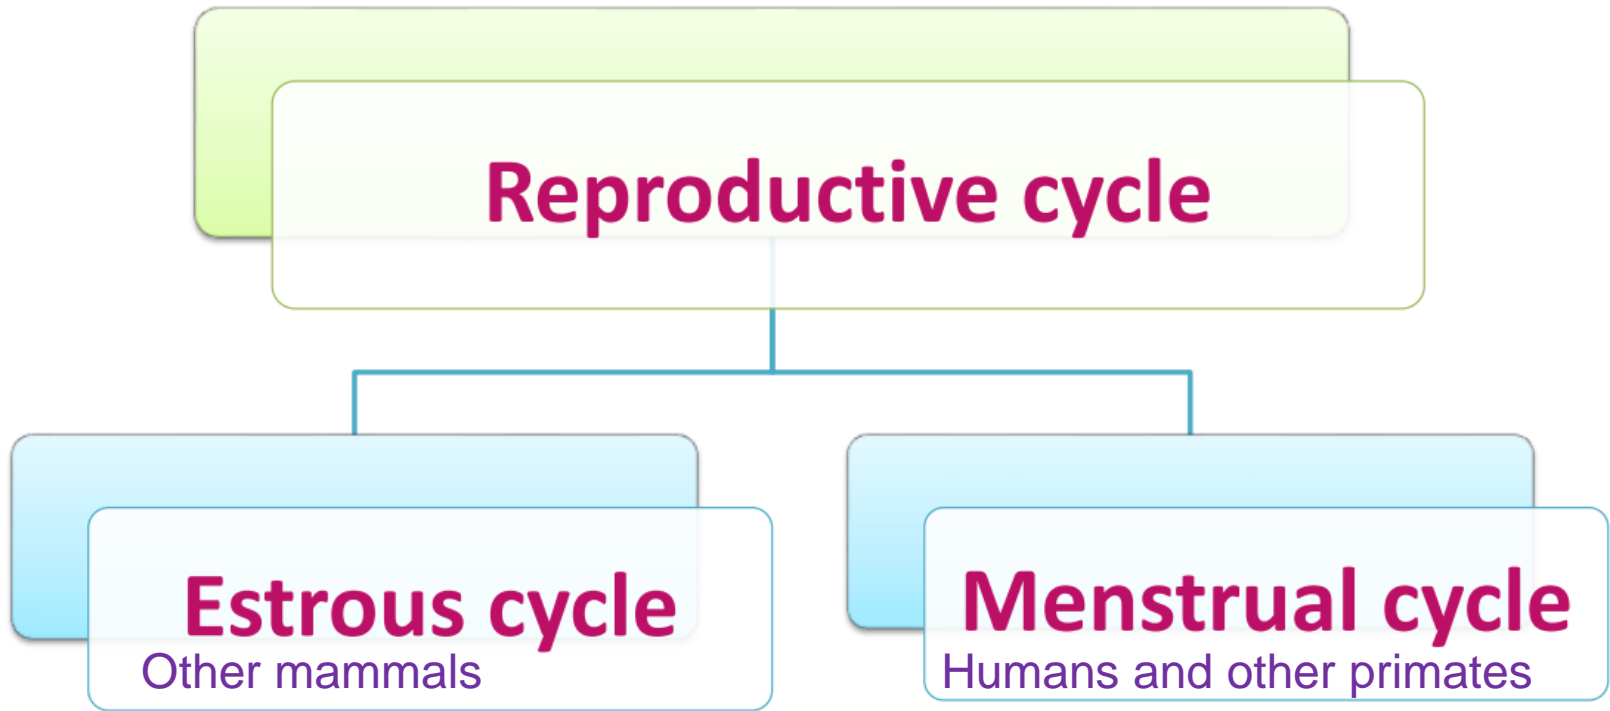 Reproductive cycle
Estrous cycle
Other mammals
Menstrual cycle
Humans and other primates